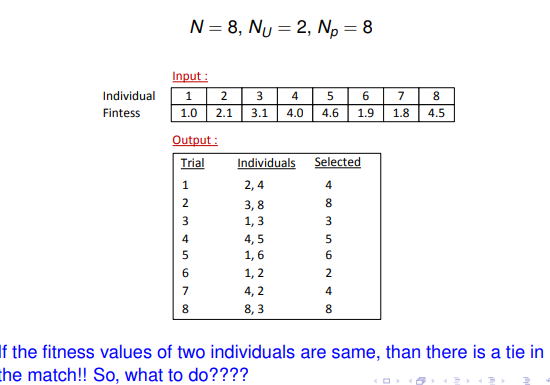 N = 8, N_U = 2, N_p = 8
Input :
Individual 1 2 3 4 5 6 7 8
Fintess 1.0 2.1 3.1 4.0 4.6 1.9 1.8 4.5
Output :
Trial Individuals Selected
1 2, 4 4
2 3, 8 8
3 1, 3 3
4 4, 5 5
5 1, 6 6
6 1, 2 2
7 4, 2 4
8 8, 3 8
If the fitness values of two individuals are same, than there is a tie in
the match!! So, what to do????